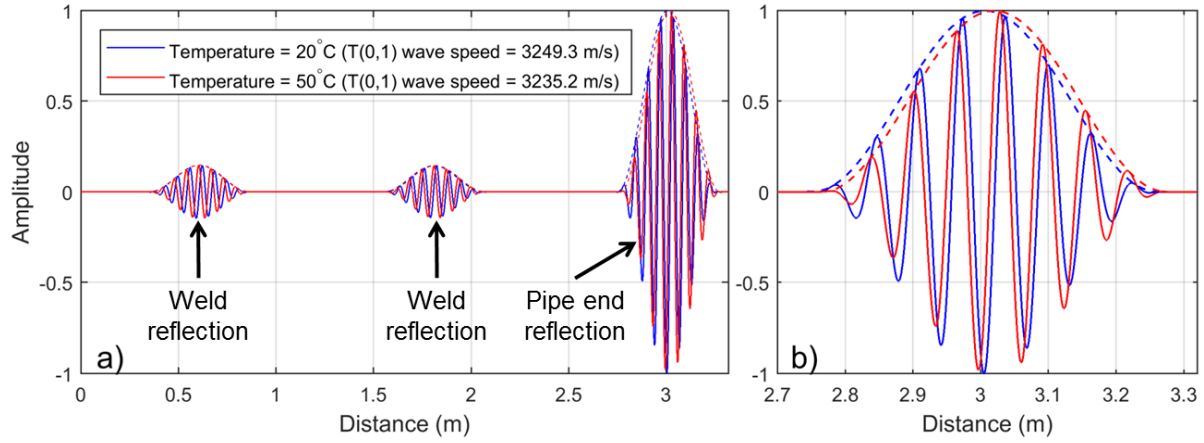 Temperature = 20°C (T(0,1) wave speed = 3249.3 m/s)
Temperature = 50°C (T(0,1) wave speed = 3235.2 m/s)
Amplitude
1
0.5
0
-0.5
-1
Weld
reflection
Weld
reflection
Pipe end
reflection
a)
0 0.5 1 1.5 2 2.5 3
Distance (m)
1
0.5
0
-0.5
-1
b)
2.7 2.8 2.9 3 3.1 3.2 3.3
Distance (m)